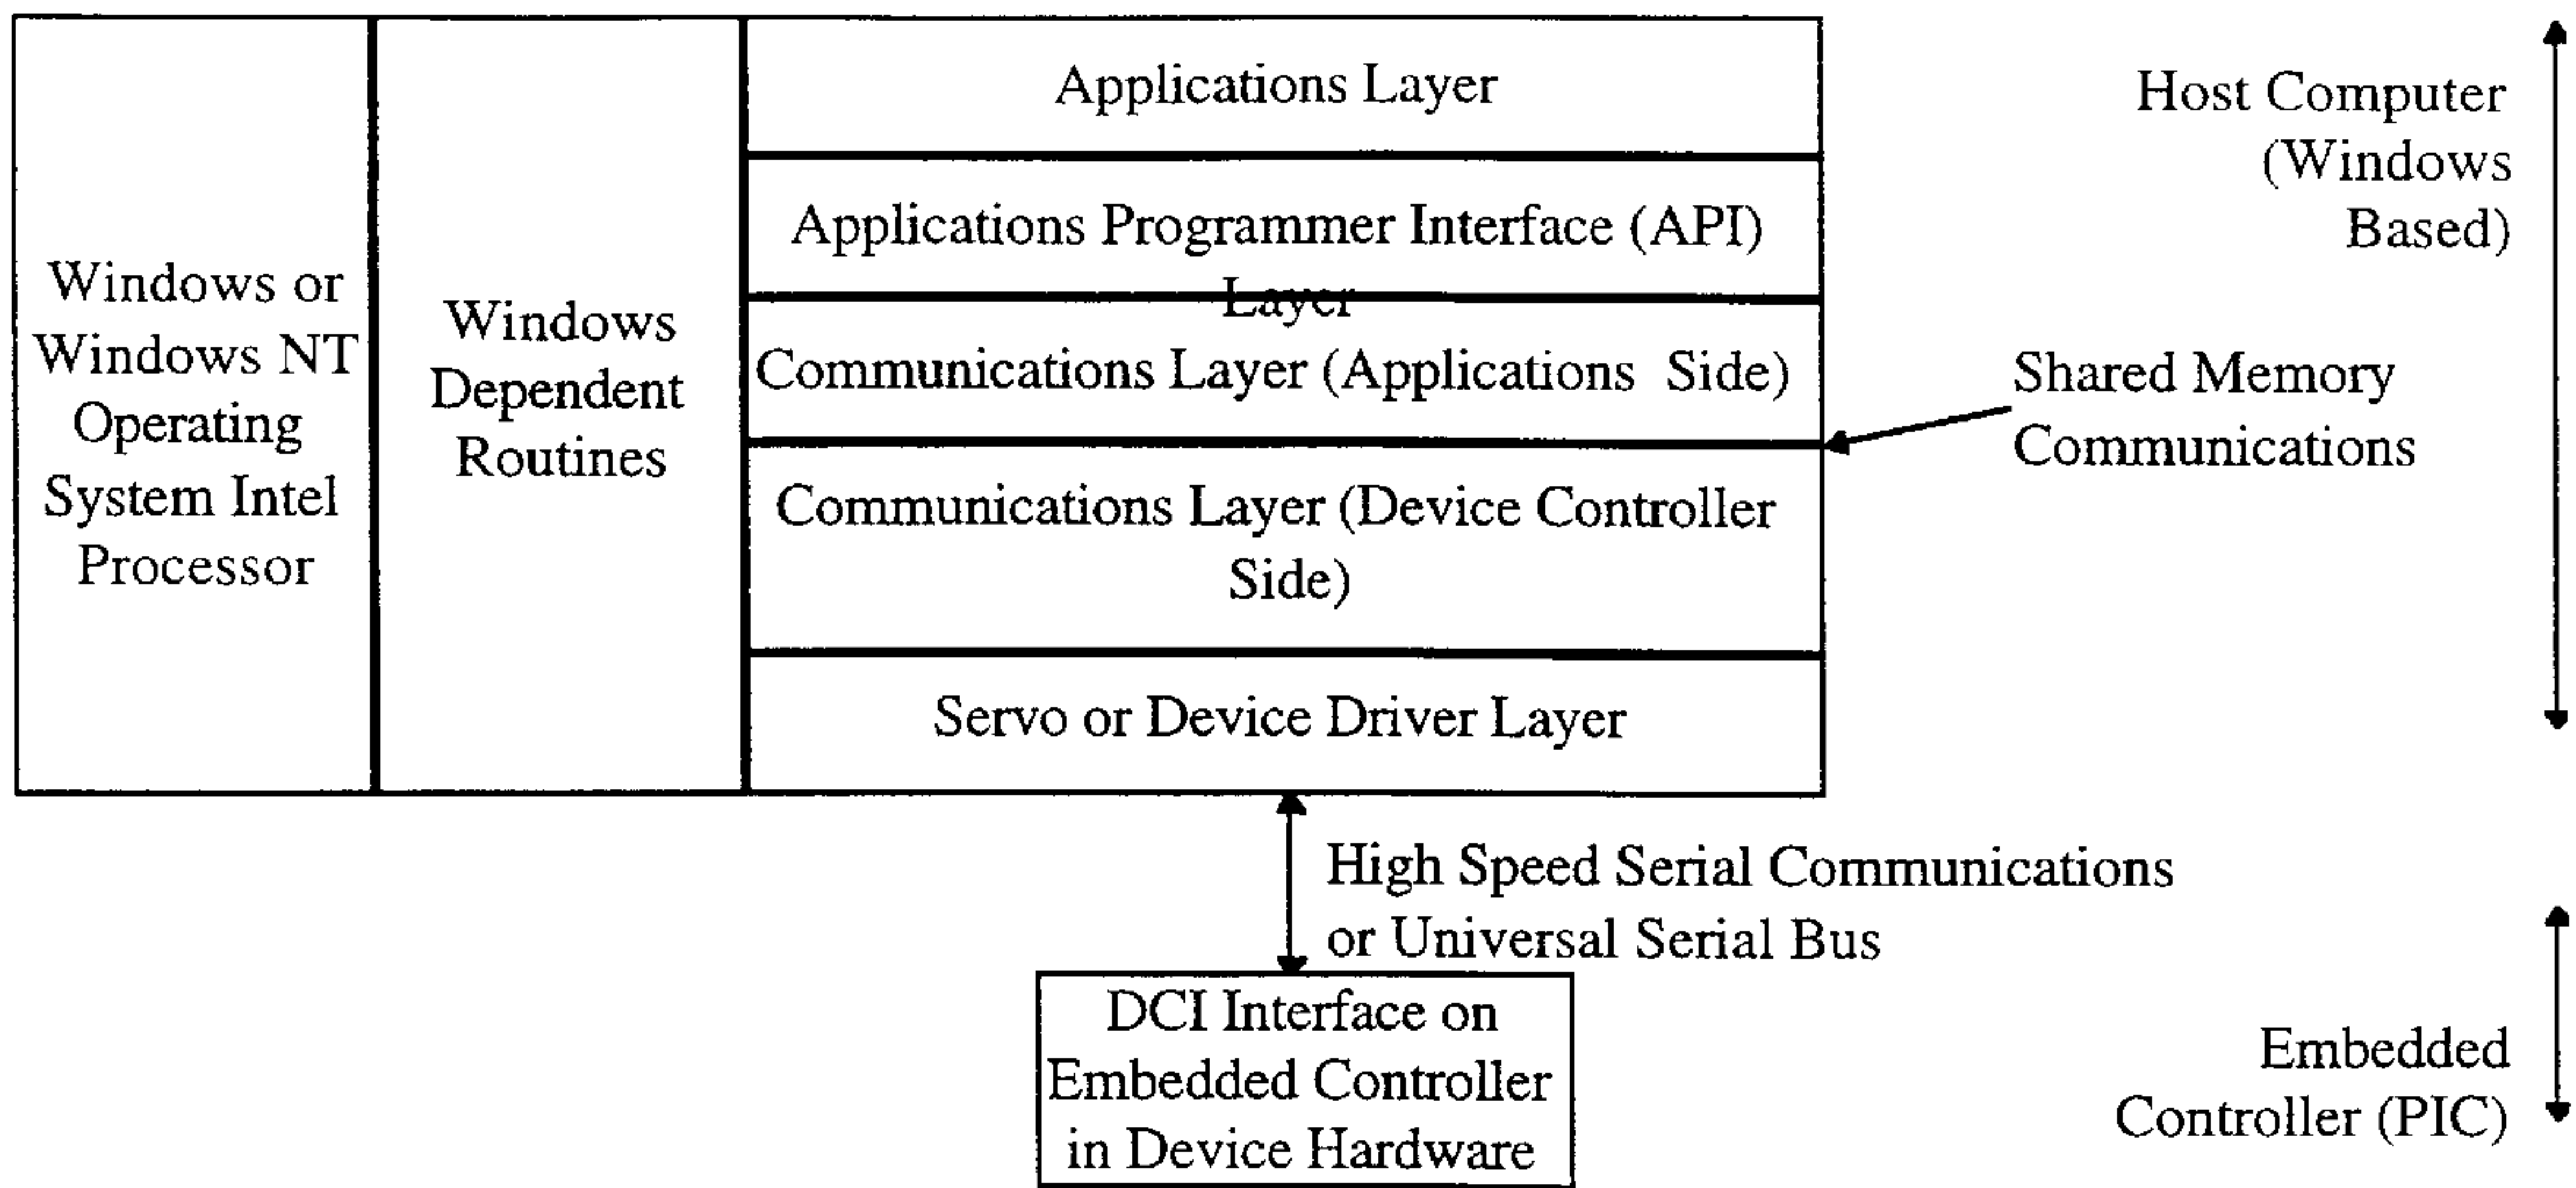 Windows or
Windows NT
Operating
System Intel
Processor
Windows
Dependent
Routines
Applications Layer
Applications Programmer Interface (API)
Layer
Communications Layer (Applications Side)
Communications Layer (Device Controller
Side)
Servo or Device Driver Layer
Host Computer
(Windows
Based)
Shared Memory
Communications
High Speed Serial Communications
or Universal Serial Bus
DCI Interface on
Embedded Controller
in Device Hardware
Embedded
Controller (PIC)